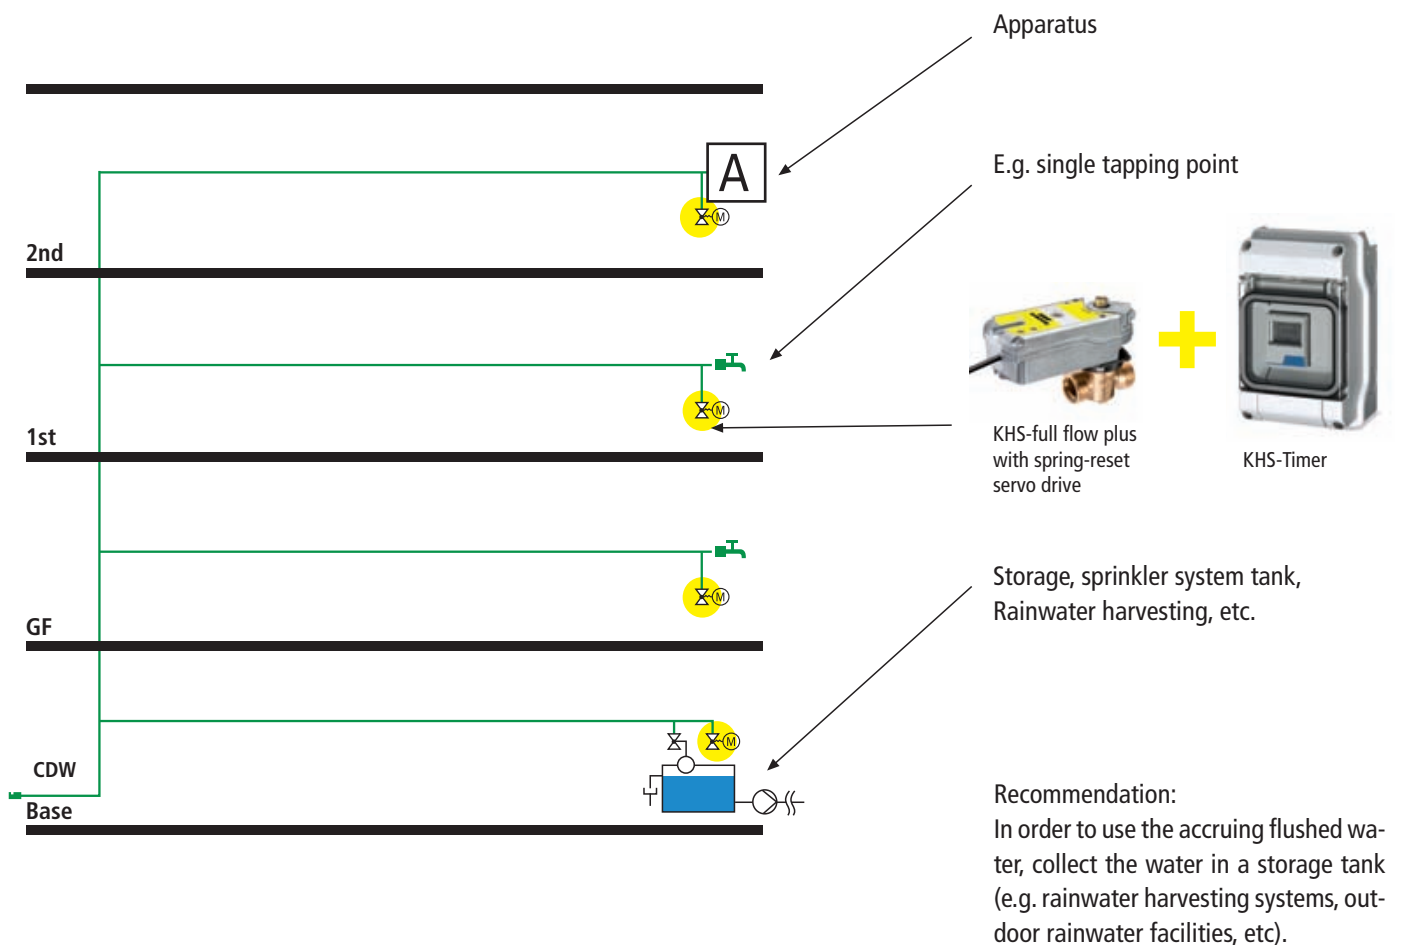 Apparatus
E.g. single tapping point
A
M
2nd
M
1st
KHS-full flow plus
with spring-reset
servo drive
KHS-Timer
M
GF
Storage, sprinkler system tank,
Rainwater harvesting, etc.
M
CDW
Base
Recommendation:
In order to use the accruing flushed wa-
ter, collect the water in a storage tank
(e.g. rainwater harvesting systems, out-
door rainwater facilities, etc).